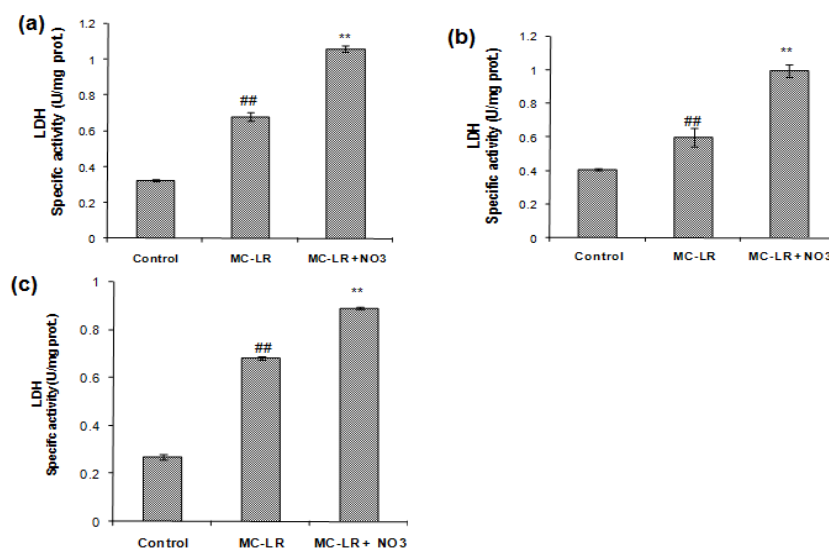 (a)
LDH
Specifc activity (U/mg prot.)
1.2
1
0.8
0.6
0.4
0.2
0
##
**
Control
MC-LR
MC-LR+NO3
(b)
LDH
Specific activity (U/mg prot.)
1.2
1
0.8
0.6
0.4
0.2
0
##
**
Control
MC-LR
MC-LR+NO3
(c)
LDH
Specifc activity (U/mg prot.)
1
0.8
0.6
0.4
0.2
0
##
**
Control
MC-LR
MC-LR+ NO3